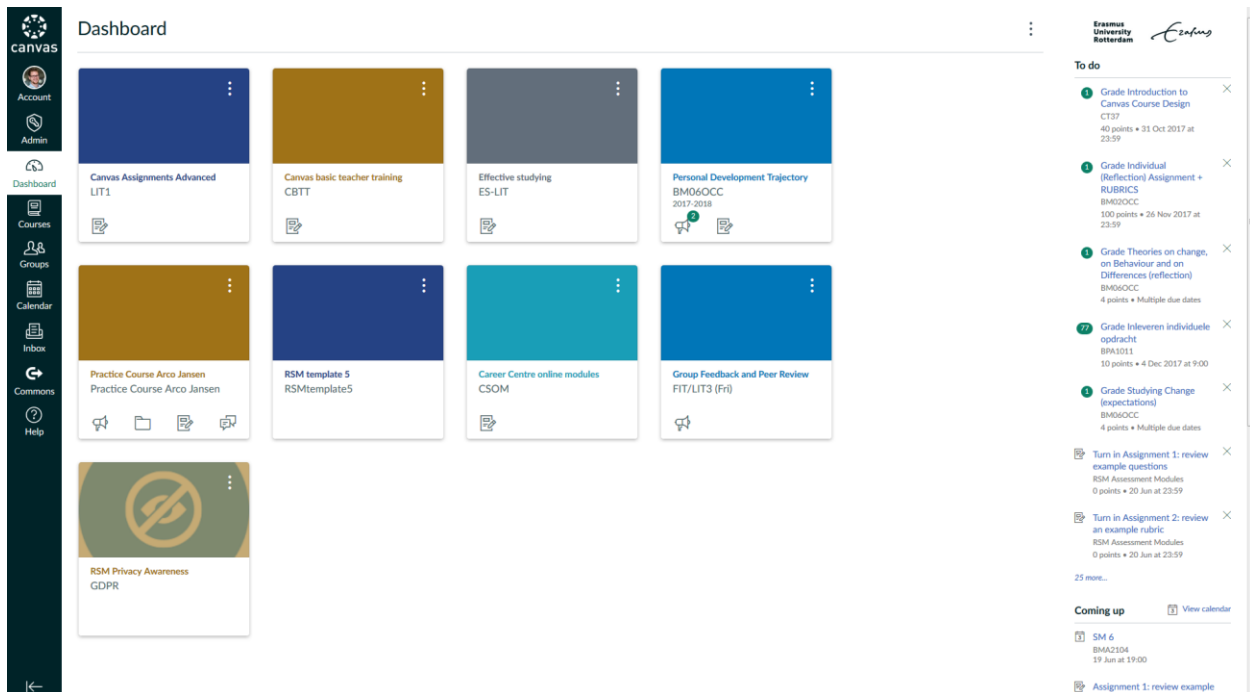 canvas
Account
Admin
Dashboard
Courses
Groups
Calendar
Inbox
Commons
Help
Dashboard
Canvas Assignments Advanced
LIT1
Canvas basic teacher training
CBTT
Effective studying
ES-LIT
Personal Development Trajectory
BM06OCC
2017-2018
2
Practice Course Arco Jansen
Practice Course Arco Jansen
RSM template 5
RSMtemplate5
Career Centre online modules
CSOM
Group Feedback and Peer Review
FIT/LIT3 (Fri)
RSM Privacy Awareness
GDPR
Erasmus
University
Rotterdam
Erasmus
To do
1
Grade Introduction to
Canvas Course Design
CT37
40 points • 31 Oct 2017 at
23:59
1
Grade Individual
(Reflection) Assignment +
RUBRICS
BM02OCC
100 points • 26 Nov 2017 at
23:59
1
Grade Theories on change,
on Behaviour and on
Differences (reflection)
BM06OCC
4 points • Multiple due dates
77
Grade Inleveren individuele
opdracht
BPA1011
10 points • 4 Dec 2017 at 9:00
1
Grade Studying Change
(expectations)
BM06OCC
4 points • Multiple due dates
Turn in Assignment 1: review
example questions
RSM Assessment Modules
0 points • 20 Jun at 23:59
Turn in Assignment 2: review
an example rubric
RSM Assessment Modules
0 points • 20 Jun at 23:59
25 more...
Coming up
View calendar
SM 6
BMA2104
19 Jun at 19:00
Assignment 1: review example